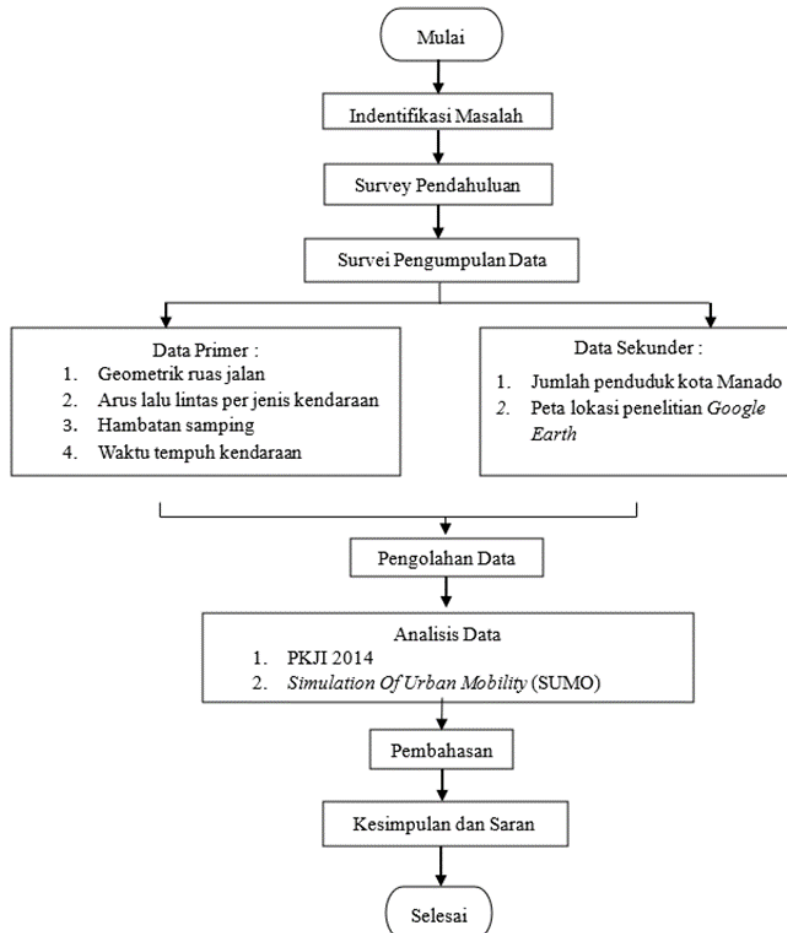 Mulai
Indentifikasi Masalah
Survey Pendahuluan
Survei Pengumpulan Data
Data Primer :
1. Geometrik ruas jalan
2. Arus lalu lintas per jenis kendaraan
3. Hambatan samping
4. Waktu tempuh kendaraan
Data Sekunder :
1. Jumlah penduduk kota Manado
2. Peta lokasi penelitian Google
Earth
Pengolahan Data
Analisis Data
1. PKJI 2014
2. Simulation Of Urban Mobility (SUMO)
Pembahasan
Kesimpulan dan Saran
Selesai